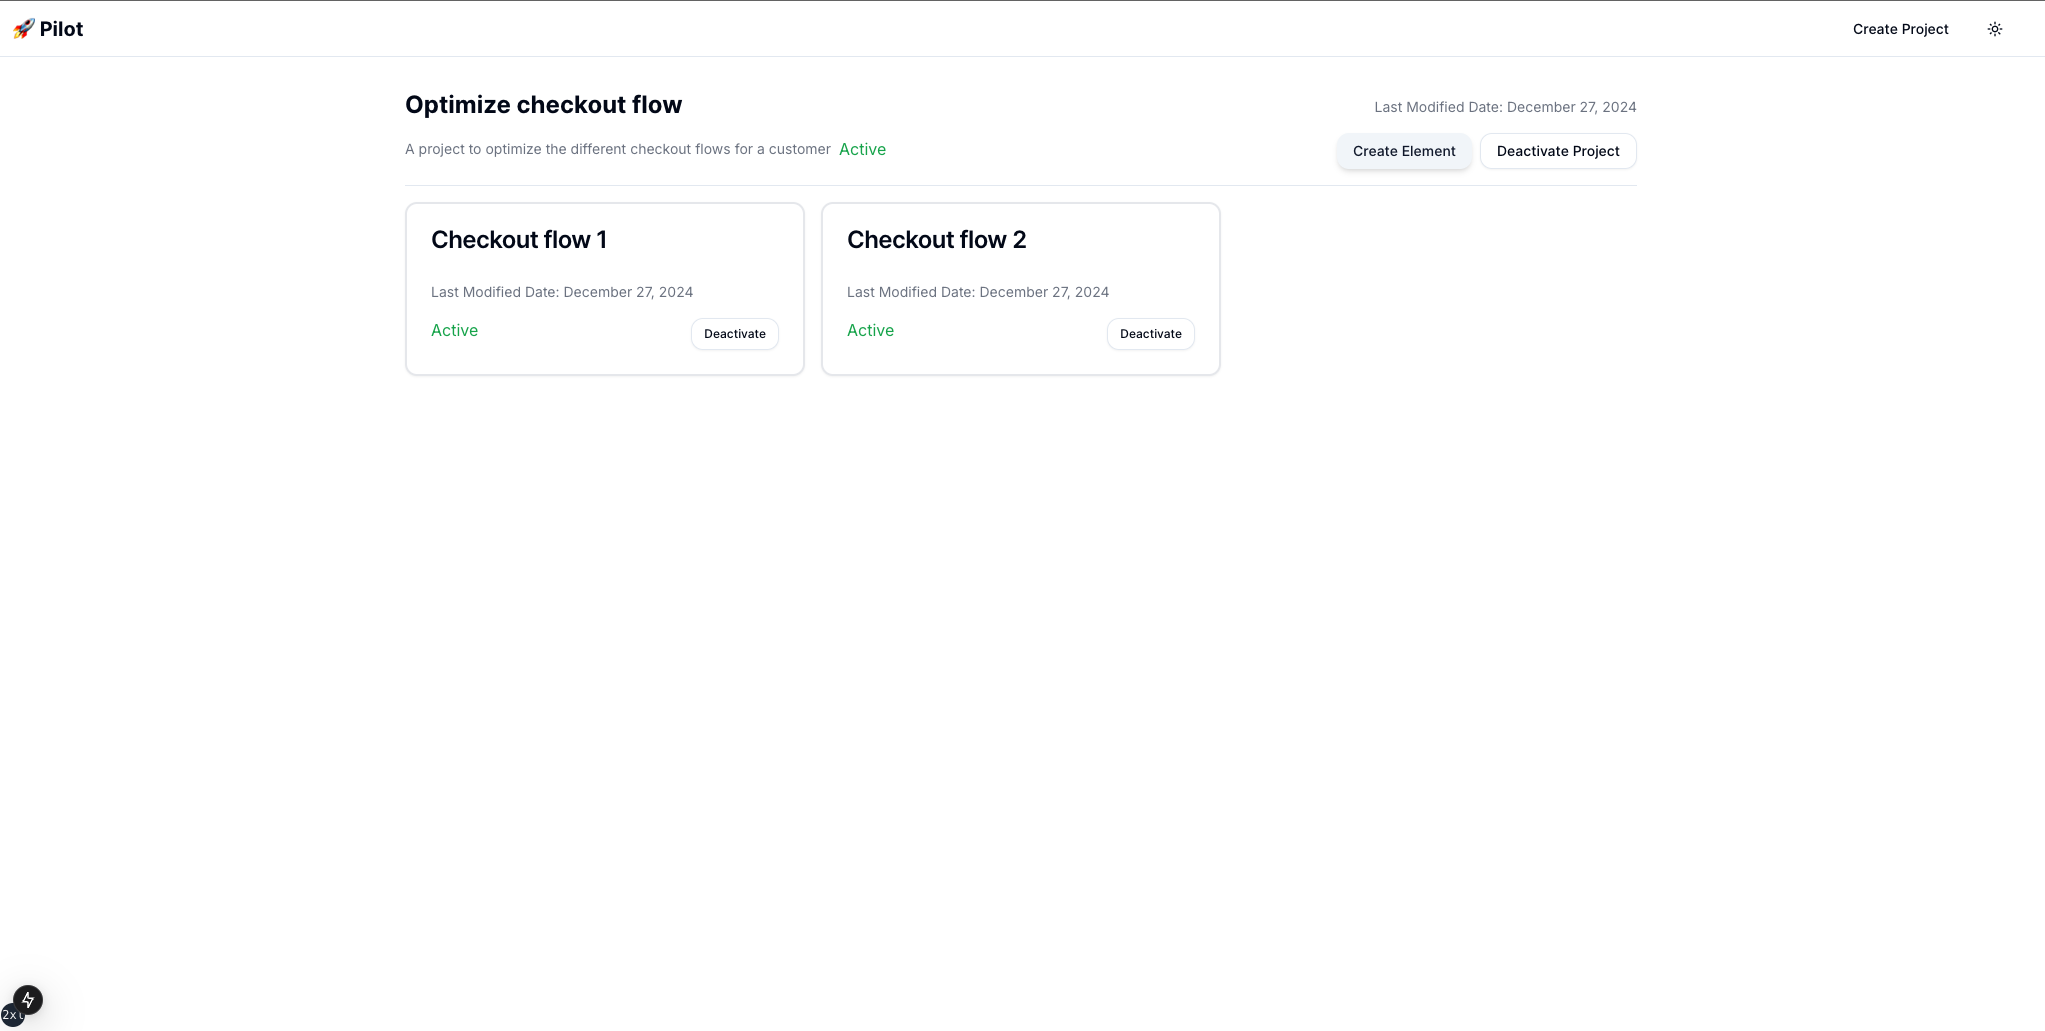 🚀 Pilot
Create Project
Optimize checkout flow
Last Modified Date: December 27, 2024
A project to optimize the different checkout flows for a customer Active
Create Element
Deactivate Project
Checkout flow 1
Last Modified Date: December 27, 2024
Active
Deactivate
Checkout flow 2
Last Modified Date: December 27, 2024
Active
Deactivate